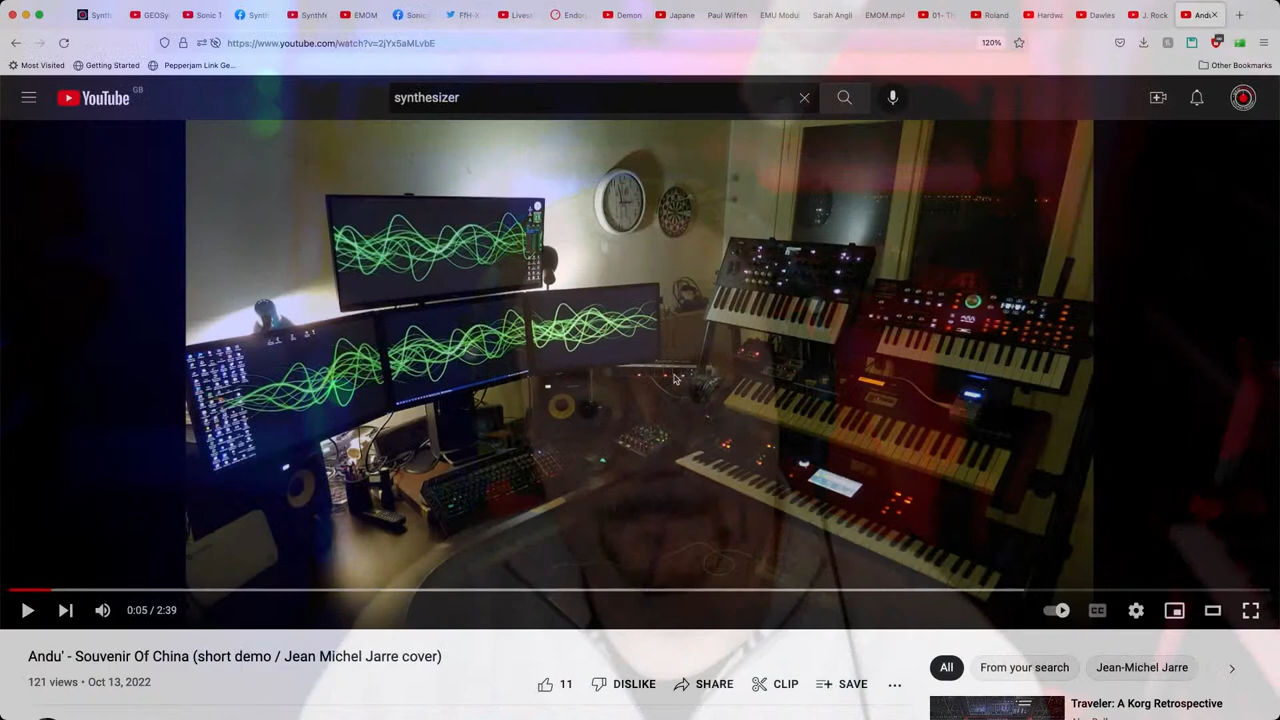 Synth
GEOSy
Sonic 1
Synth
Synthfe
EMOM
Sonic
FfH-X
Livest
Endor
Demon
Japane
Paul Wiffen
EMU Modul
Sarah Angli
EMOM.mp4
01- Th
Roland
Hardwa
Dawles
J. Rock
Andu'
https://www.youtube.com/watch?v=2jYx5aMLvbE
120%
Most Visited
Getting Started
Pepperjam Link Ge...
Other Bookmarks
YouTube GB
synthesizer
0:05 / 2:39
CC
Andu' - Souvenir Of China (short demo / Jean Michel Jarre cover)
121 views • Oct 13, 2022
11
DISLIKE
SHARE
CLIP
SAVE
All
From your search
Jean-Michel Jarre
Traveler: A Korg Retrospective